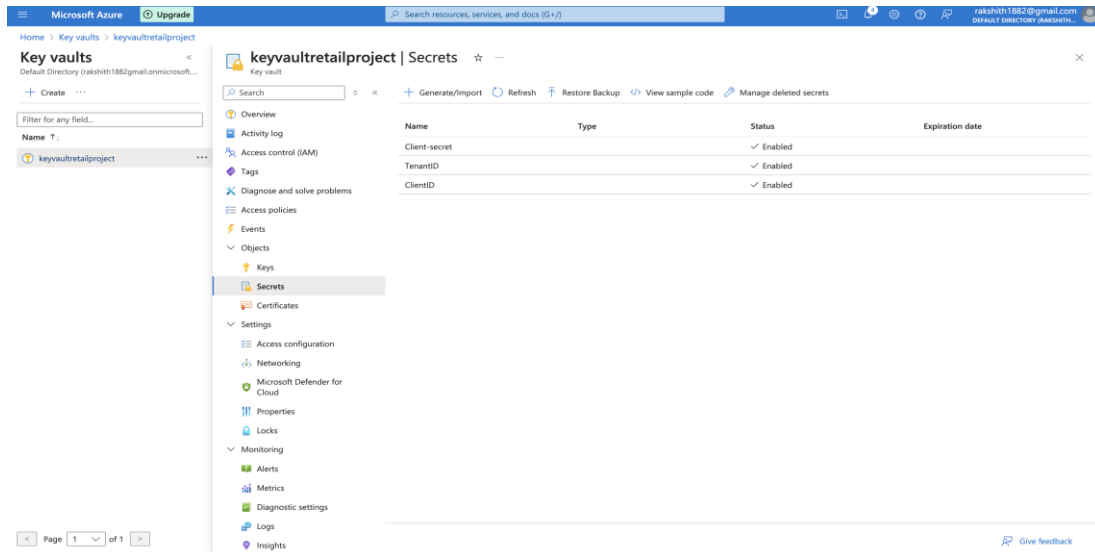 Microsoft Azure
Upgrade
Search resources, services, and docs (G+/)
4
rakshith1882@gmail.com
DEFAULT DIRECTORY (RAKSHITH...
Home > Key vaults > keyvaultretailproject
Key vaults
Default Directory (rakshith1882gmail.onmicrosoft....
+ Create ...
Filter for any field...
Name ↑↓
keyvaultretailproject ...
< Page 1 of 1 >
keyvaultretailproject | Secrets ☆ ...
Key vault
Search
Overview
Activity log
Access control (IAM)
Tags
Diagnose and solve problems
Access policies
Events
Objects
Keys
Secrets
Certificates
Settings
Access configuration
Networking
Microsoft Defender for
Cloud
Properties
Locks
Monitoring
Alerts
Metrics
Diagnostic settings
Logs
Insights
+ Generate/Import Refresh Restore Backup </> View sample code Manage deleted secrets
Name Type Status Expiration date
Client-secret ✓ Enabled
TenantID ✓ Enabled
ClientID ✓ Enabled
Give feedback